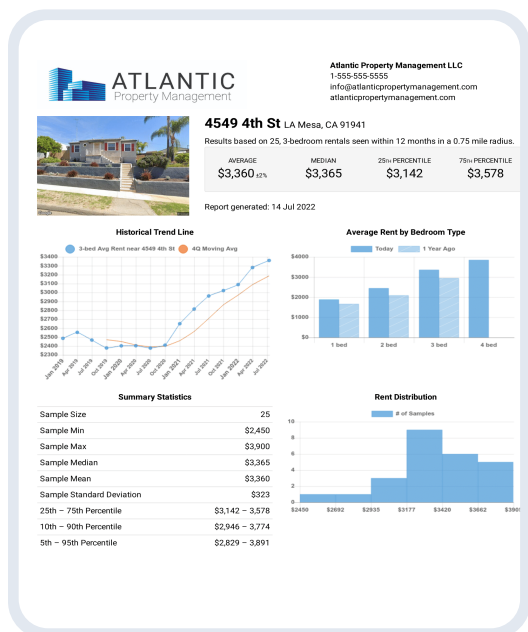 ATLANTIC
Property Management
Atlantic Property Management LLC
1-555-555-5555
info@atlanticpropertymanagement.com
atlanticpropertymanagement.com
4549 4th St LA Mesa, CA 91941
Results based on 25, 3-bedroom rentals seen within 12 months in a 0.75 mile radius.
AVERAGE MEDIAN 25TH PERCENTILE 75TH PERCENTILE
$3,360 ±2% $3,365 $3,142 $3,578
Report generated: 14 Jul 2022
Historical Trend Line
3-bed Avg Rent near 4549 4th St 4Q Moving Avg
$3400
$3300
$3200
$3100
$3000
$2900
$2800
$2700
$2600
$2500
$2400
$2300
Jan 2019 Apr 2019 Jul 2019 Oct 2019 Jan 2020 Apr 2020 Jul 2020 Oct 2020 Jan 2021 Apr 2021 Jul 2021 Oct 2021 Jan 2022 Apr 2022 Jul 2022
Average Rent by Bedroom Type
Today 1 Year Ago
$4000
$3000
$2000
$1000
$0
1 bed 2 bed 3 bed 4 bed
Summary Statistics
Sample Size 25
Sample Min $2,450
Sample Max $3,900
Sample Median $3,365
Sample Mean $3,360
Sample Standard Deviation $323
25th – 75th Percentile $3,142 – 3,578
10th – 90th Percentile $2,946 – 3,774
5th – 95th Percentile $2,829 – 3,891
Rent Distribution
# of Samples
10
8
6
4
2
0
$2450 $2692 $2935 $3177 $3420 $3662